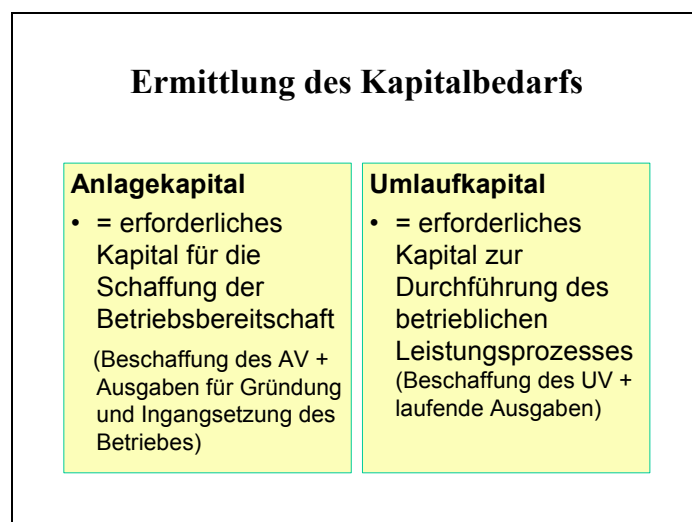 Ermittlung des Kapitalbedarfs
Anlagekapital
• = erforderliches
Kapital für die
Schaffung der
Betriebsbereitschaft
(Beschaffung des AV +
Ausgaben für Gründung
und Ingangsetzung des
Betriebes)
Umlaufkapital
• = erforderliches
Kapital zur
Durchführung des
betrieblichen
Leistungsprozesses
(Beschaffung des UV +
laufende Ausgaben)